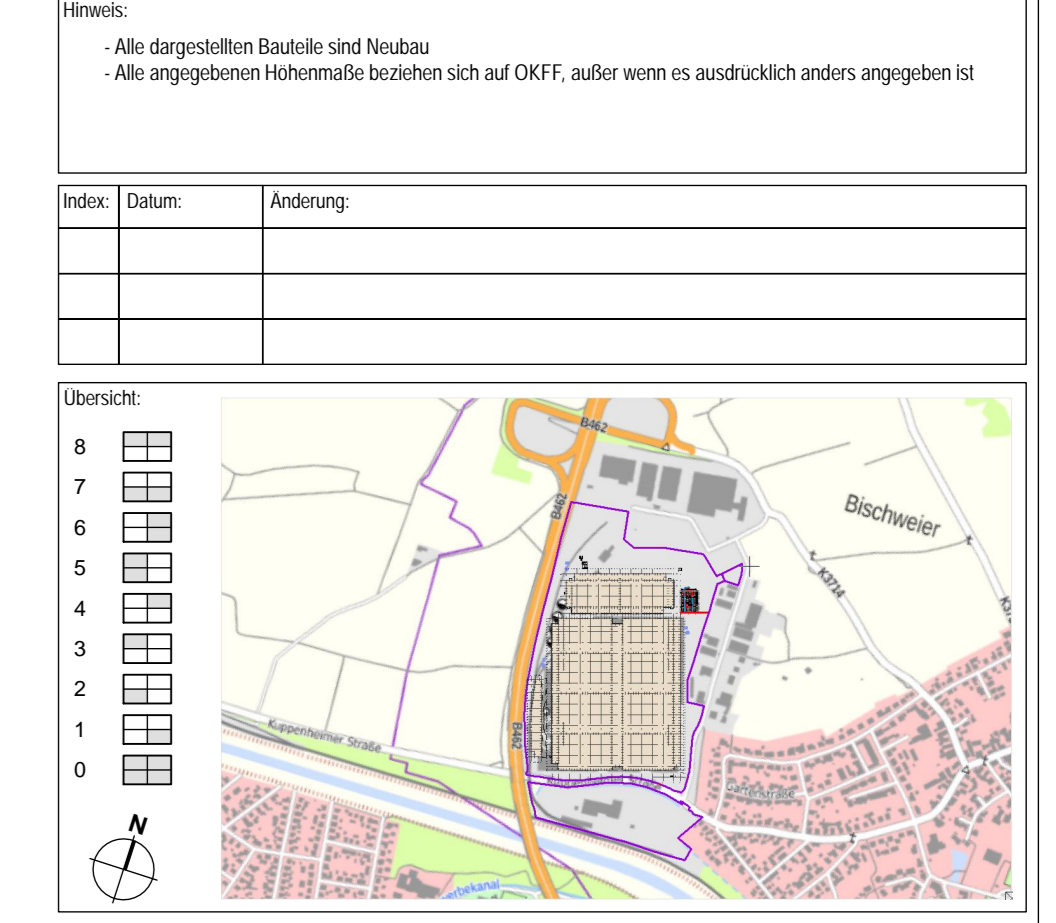 Hinweis:
- Alle dargestellten Bauteile sind Neubau
- Alle angegebenen Höhenmaße beziehen sich auf OKFF, außer wenn es ausdrücklich anders angegeben ist
Index: Datum: Änderung:
Übersicht:
8
7
6
5
4
3
2
1
0
N
B462
B462
Bischweier
K3714
Kuppenheimer Straße
B462
Gartenstraße